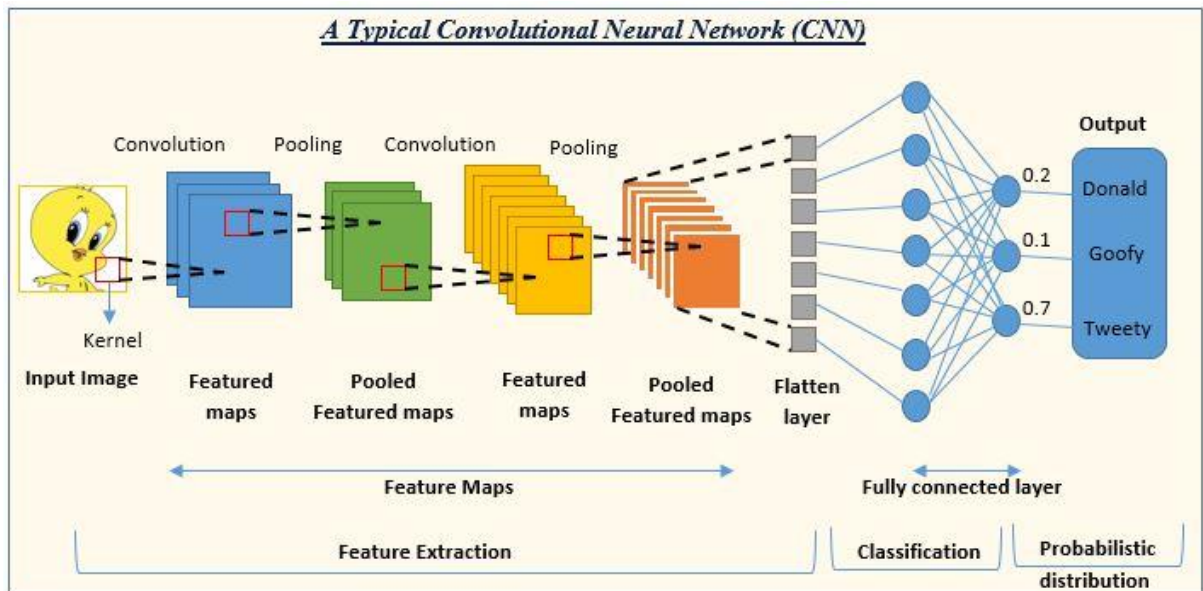 A Typical Convolutional Neural Network (CNN)
Convolution
Pooling
Convolution
Pooling
Output
0.2
Donald
0.1
Goofy
0.7
Tweety
Kernel
Input Image
Featured
maps
Pooled
Featured maps
Featured
maps
Pooled
Featured maps
Flatten
layer
Feature Maps
Fully connected layer
Feature Extraction
Classification
Probabilistic
distribution